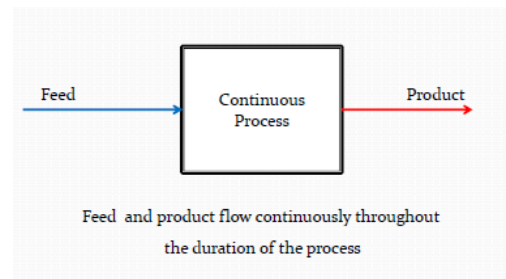 Feed
Continuous
Process
Product
Feed and product flow continuously throughout
the duration of the process